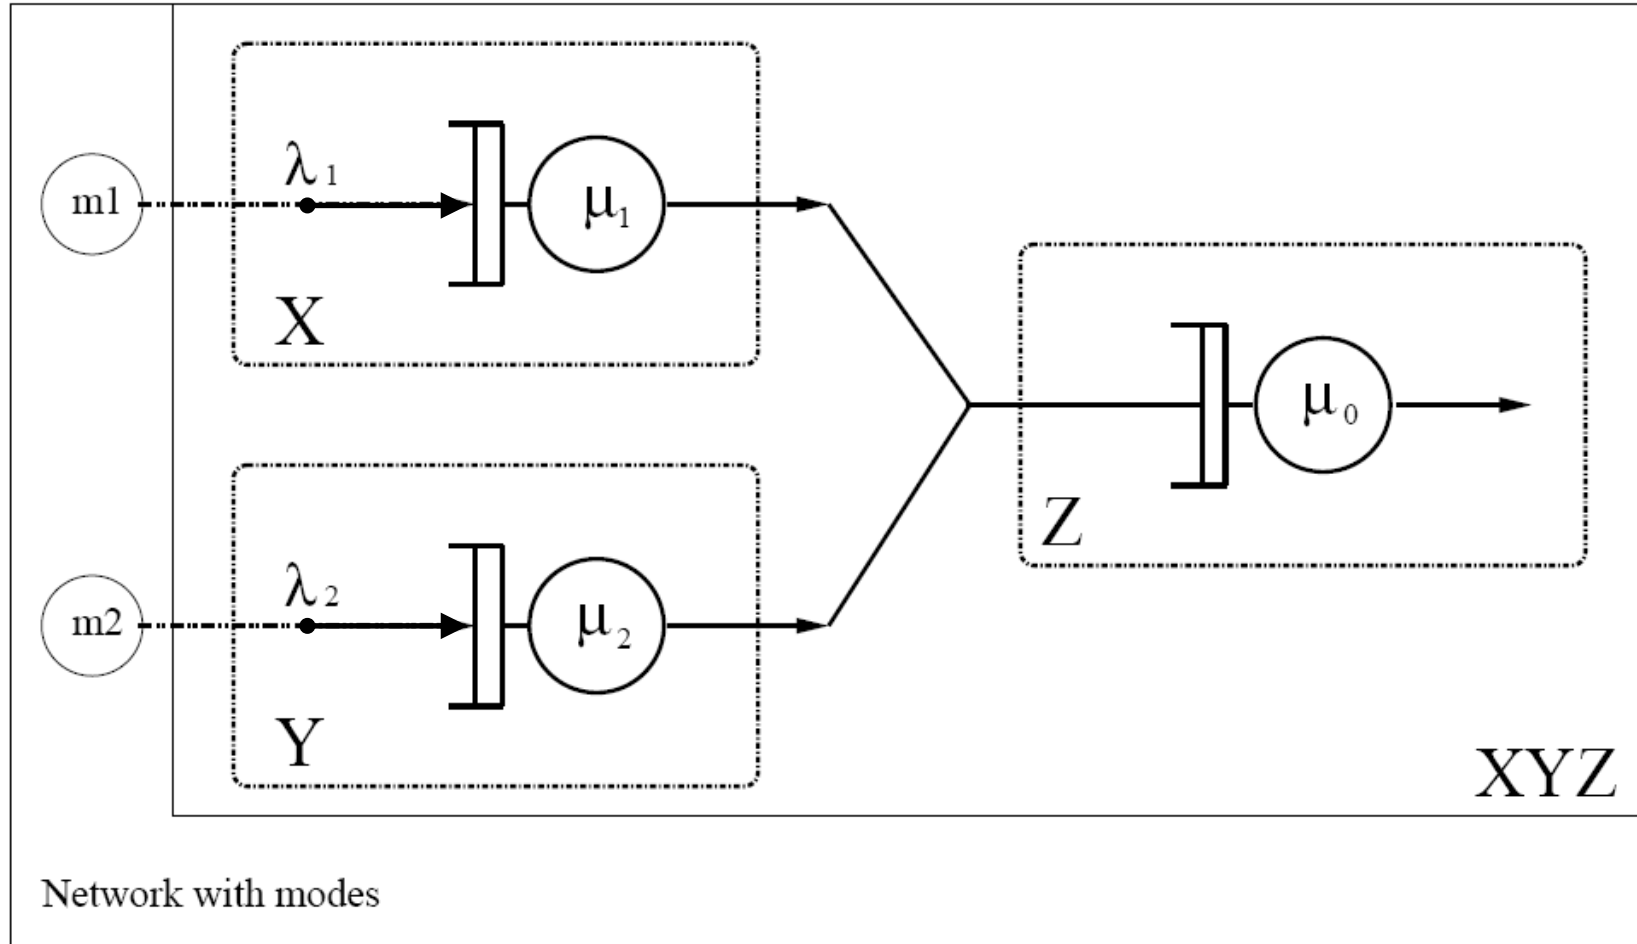 m1
λ1
μ1
X
μ0
Z
m2
λ2
μ2
Y
XYZ
Network with modes